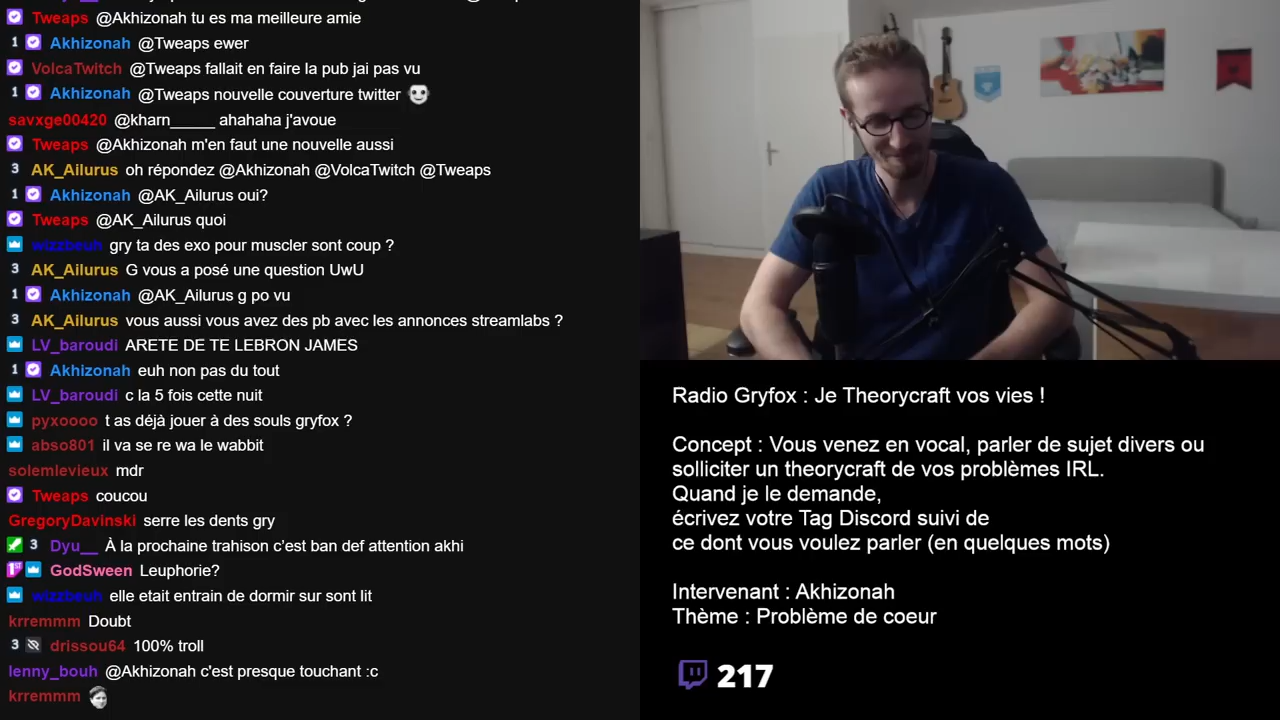 Tweaps @Akhizonah tu es ma meilleure amie
1 Akhizonah @Tweaps ewer
VolcaTwitch @Tweaps fallait en faire la pub jai pas vu
1 Akhizonah @Tweaps nouvelle couverture twitter
savxge00420 @kharn_____ ahahaha j'avoue
Tweaps @Akhizonah m'en faut une nouvelle aussi
3 AK_Ailurus oh répondez @Akhizonah @VolcaTwitch @Tweaps
1 Akhizonah @AK_Ailurus oui?
Tweaps @AK_Ailurus quoi
wizzbeuh gry ta des exo pour muscler sont coup ?
3 AK_Ailurus G vous a posé une question UwU
1 Akhizonah @AK_Ailurus g po vu
3 AK_Ailurus vous aussi vous avez des pb avec les annonces streamlabs ?
LV_baroudi ARETE DE TE LEBRON JAMES
1 Akhizonah euh non pas du tout
LV_baroudi c la 5 fois cette nuit
pyxoooo t as déjà jouer à des souls gryfox ?
abso801 il va se re wa le wabbit
solemlevieux mdr
Tweaps coucou
GregoryDavinski serre les dents gry
3 Dyu__ À la prochaine trahison c'est ban def attention akhi
1ST GodSween Leuphorie?
wizzbeuh elle etait entrain de dormir sur sont lit
krremmm Doubt
3 drissou64 100% troll
lenny_bouh @Akhizonah c'est presque touchant :c
krremmm
Radio Gryfox : Je Theorycraft vos vies !
Concept : Vous venez en vocal, parler de sujet divers ou
solliciter un theorycraft de vos problèmes IRL.
Quand je le demande,
écrivez votre Tag Discord suivi de
ce dont vous voulez parler (en quelques mots)
Intervenant : Akhizonah
Thème : Problème de coeur
217